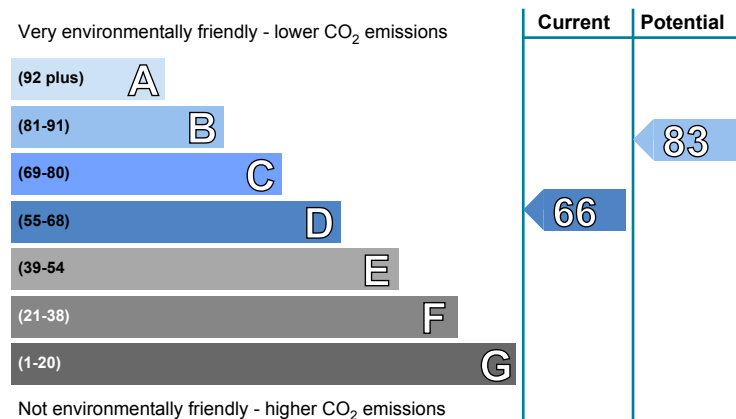 Very environmentally friendly - lower CO₂ emissions
Current
Potential
(92 plus) A
(81-91) B
(69-80) C
(55-68) D
(39-54 E
(21-38) F
(1-20) G
83
66
Not environmentally friendly - higher CO₂ emissions